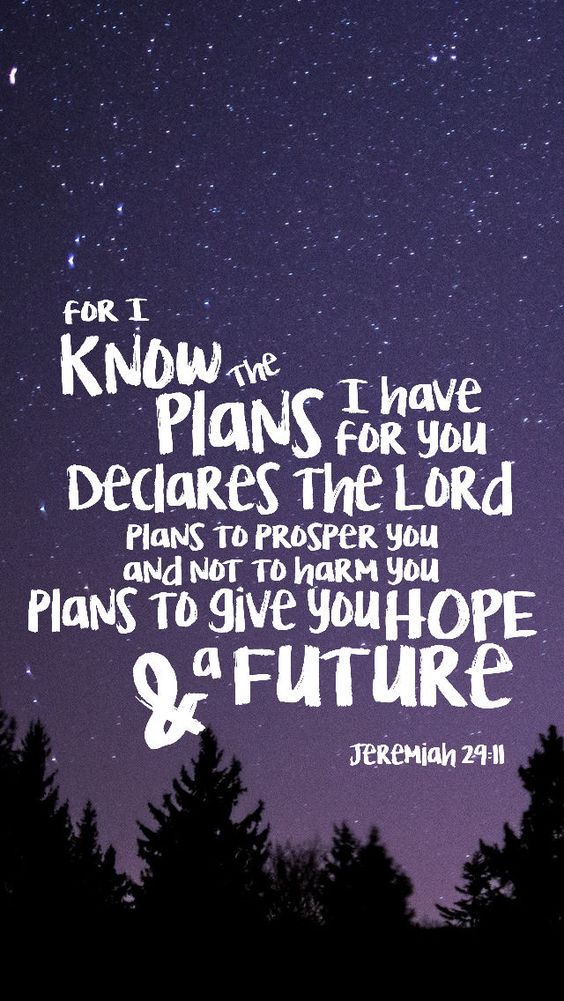 FOR I
KNOW THE
PLANS I have
FOR you
DECLARES THE LORD
PLANS TO PROSPER YOU
AND NOT TO HARM YOU
PLANS TO give you HOPE
& a FUTURE
JEREMIAH 29:11